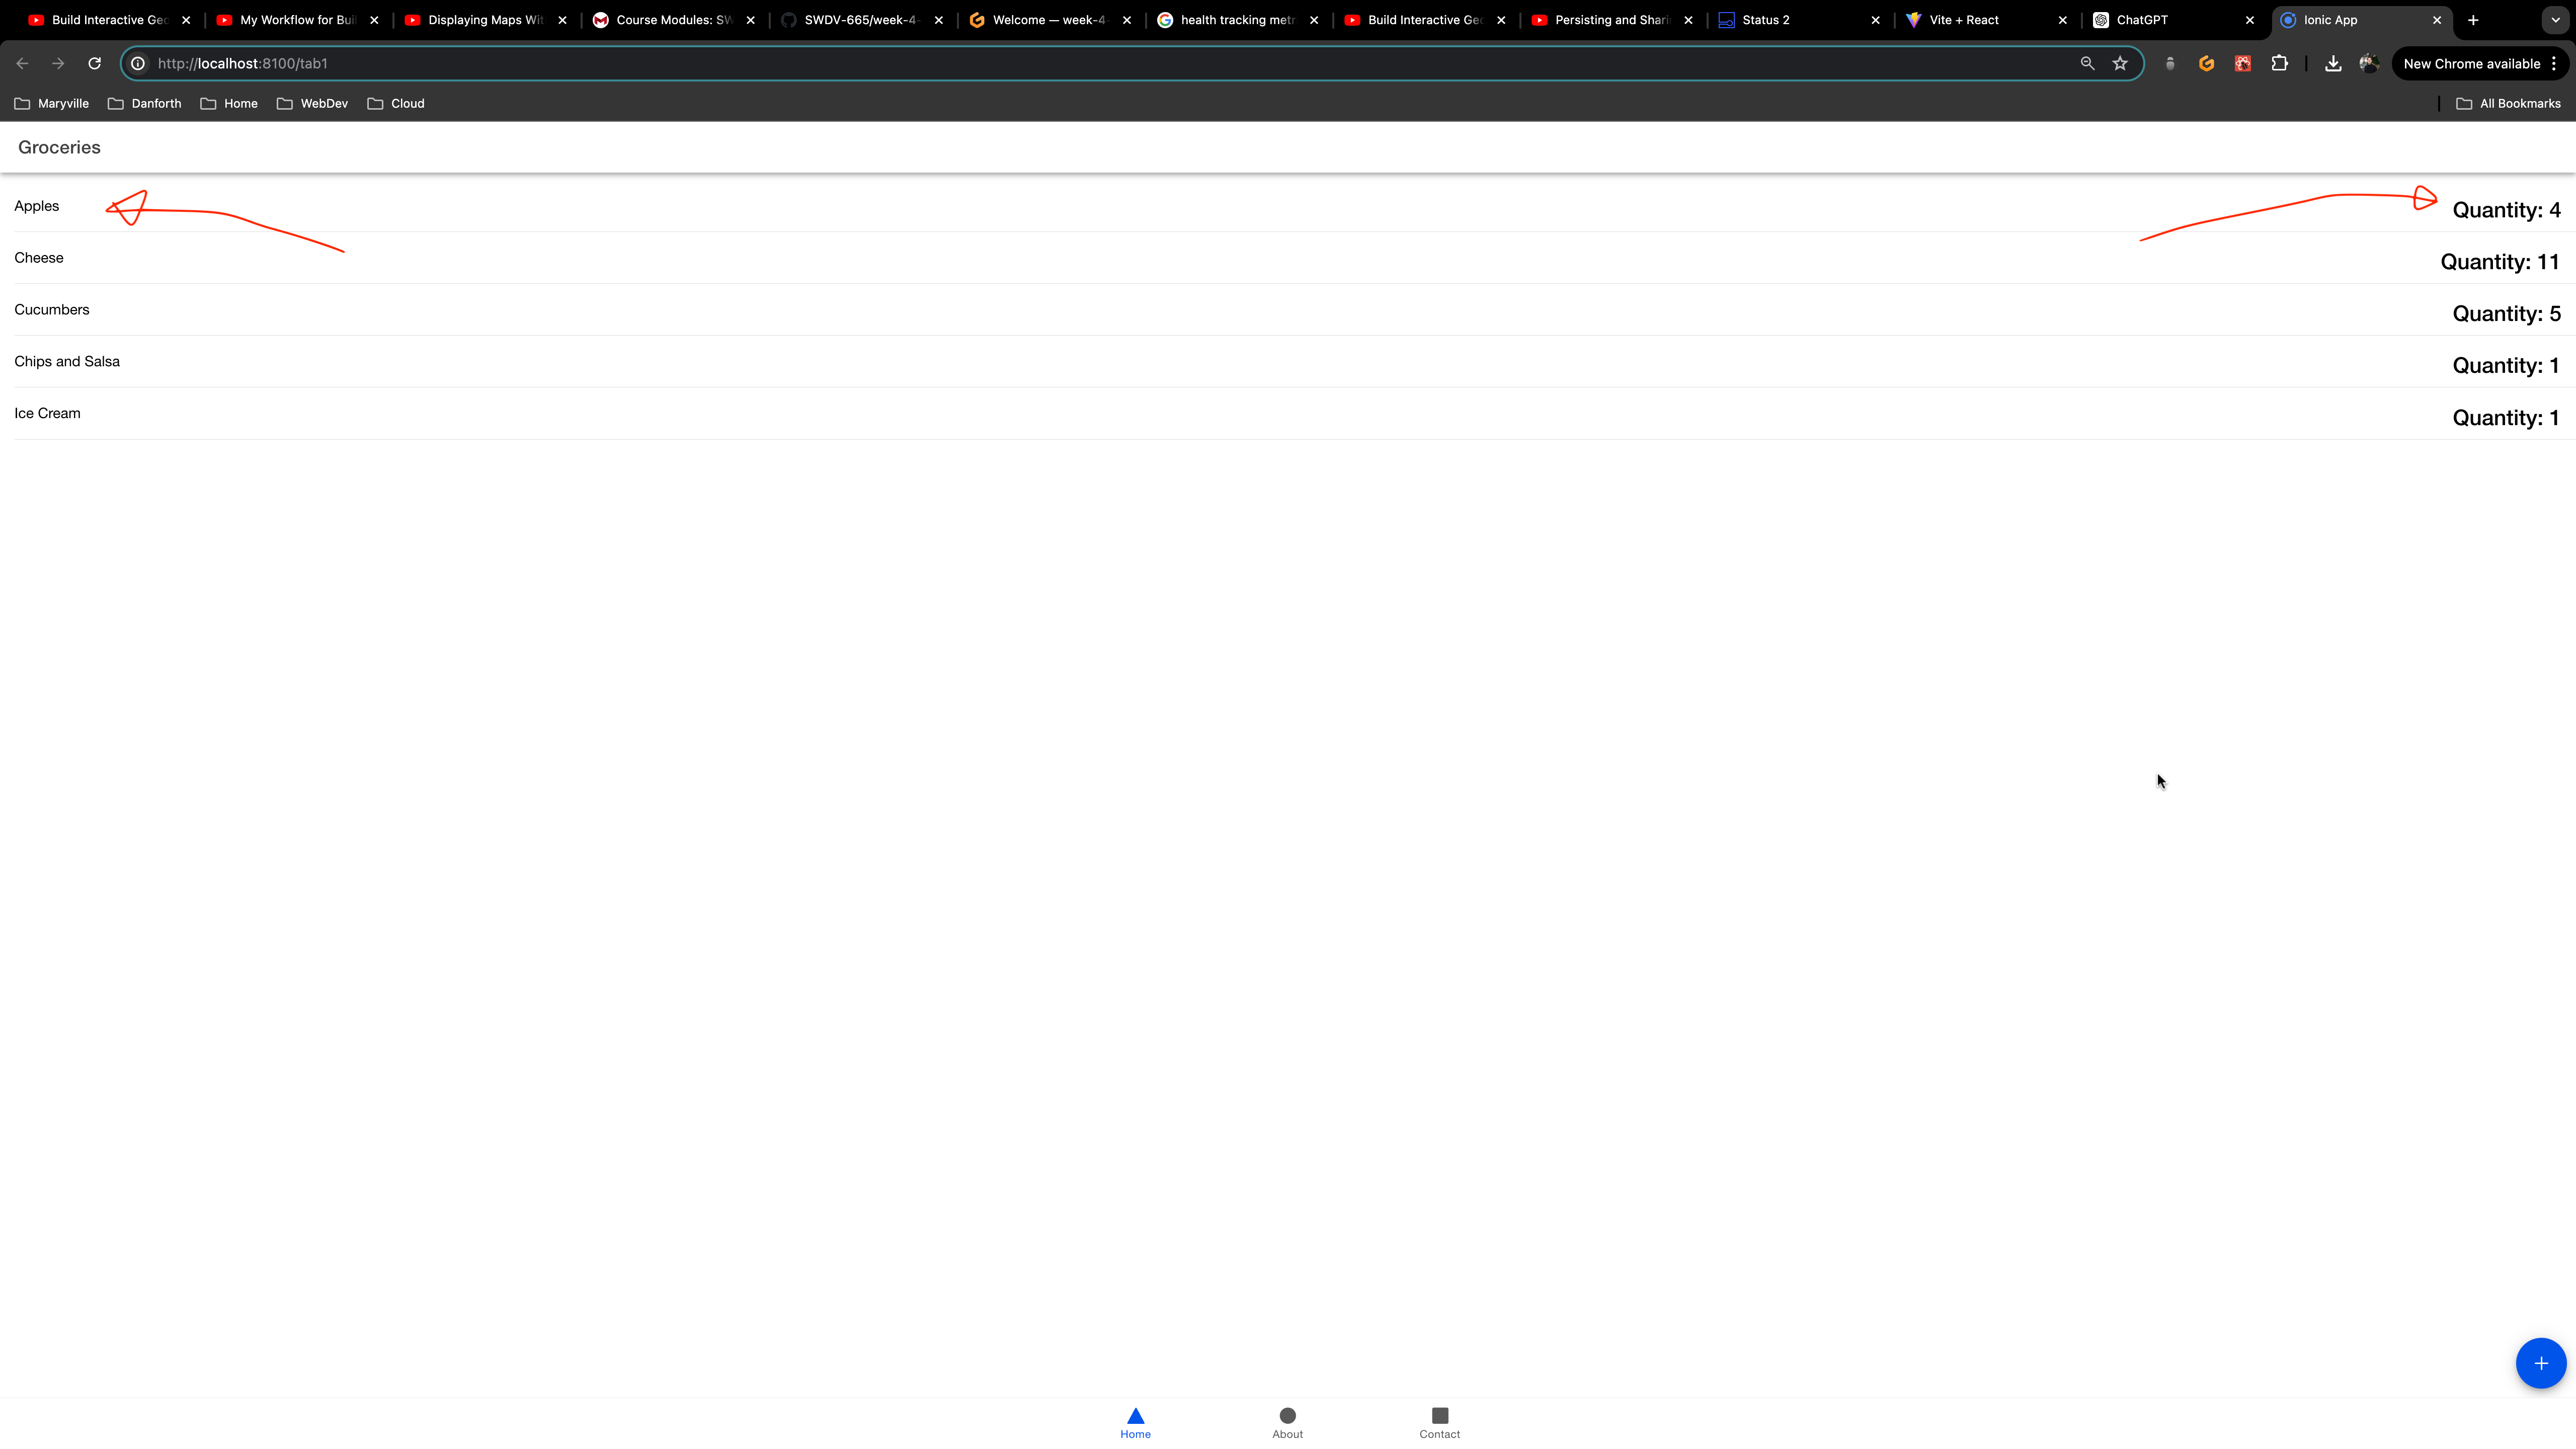 Build Interactive Geo
My Workflow for Bui
Displaying Maps Wit
Course Modules: SW
SWDV-665/week-4-
Welcome — week-4-
health tracking metr
Build Interactive Geo
Persisting and Shari
Status 2
Vite + React
ChatGPT
Ionic App
http://localhost:8100/tab1
New Chrome available
Maryville
Danforth
Home
WebDev
Cloud
All Bookmarks
Groceries
Apples Quantity: 4
Cheese Quantity: 11
Cucumbers Quantity: 5
Chips and Salsa Quantity: 1
Ice Cream Quantity: 1
Home
About
Contact